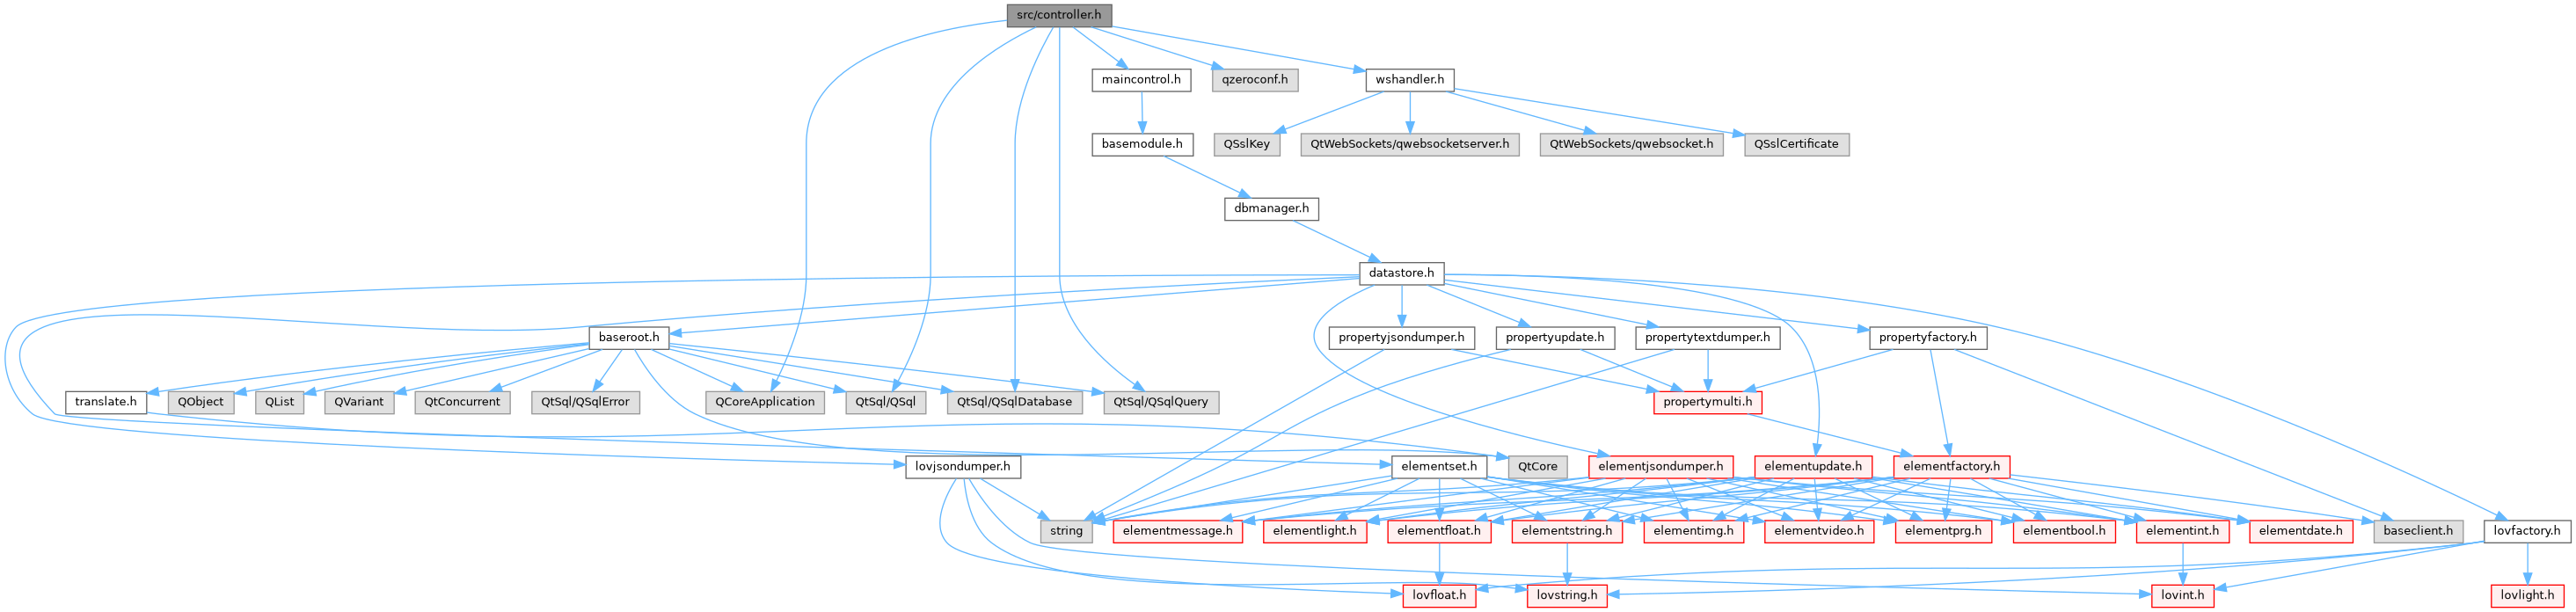 src/controller.h
maincontrol.h
qzeroconf.h
wshandler.h
basemodule.h
QSslKey
QtWebSockets/qwebsocketserver.h
QtWebSockets/qwebsocket.h
QSslCertificate
dbmanager.h
datastore.h
baseroot.h
propertyjsondumper.h
propertyupdate.h
propertytextdumper.h
propertyfactory.h
translate.h
QObject
QList
QVariant
QtConcurrent
QtSql/QSqlError
QCoreApplication
QtSql/QSql
QtSql/QSqlDatabase
QtSql/QSqlQuery
propertymulti.h
lovjsondumper.h
elementset.h
QtCore
elementjsondumper.h
elementupdate.h
elementfactory.h
string
elementmessage.h
elementlight.h
elementfloat.h
elementstring.h
elementimg.h
elementvideo.h
elementprg.h
elementbool.h
elementint.h
elementdate.h
baseclient.h
lovfactory.h
lovfloat.h
lovstring.h
lovint.h
lovlight.h